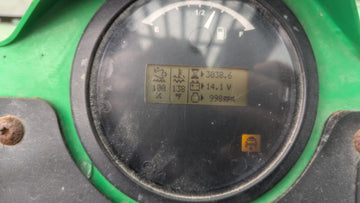 E 1/2 F
3838.6
14.1 V
100 138 998RPM
% °F